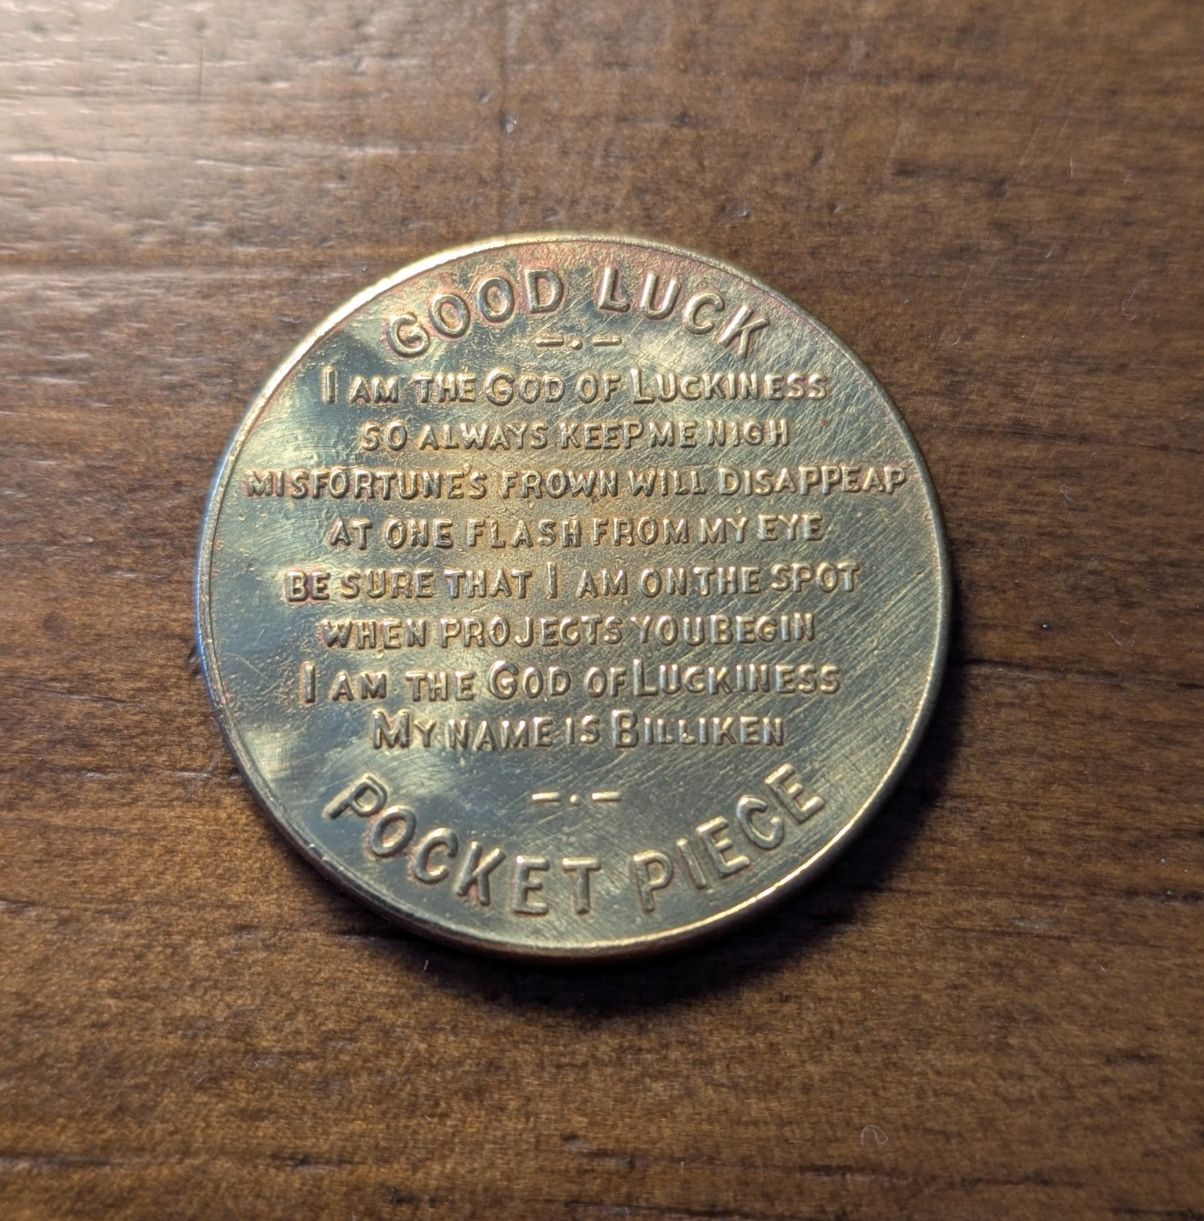 GOOD LUCK
I AM THE GOD OF LUCKINESS
SO ALWAYS KEEP ME NIGH
MISFORTUNE'S FROWN WILL DISAPPEAR
AT ONE FLASH FROM MY EYE
BE SURE THAT I AM ON THE SPOT
WHEN PROJECTS YOU BEGIN
I AM THE GOD OF LUCKINESS
MY NAME IS BILLIKEN
POCKET PIECE